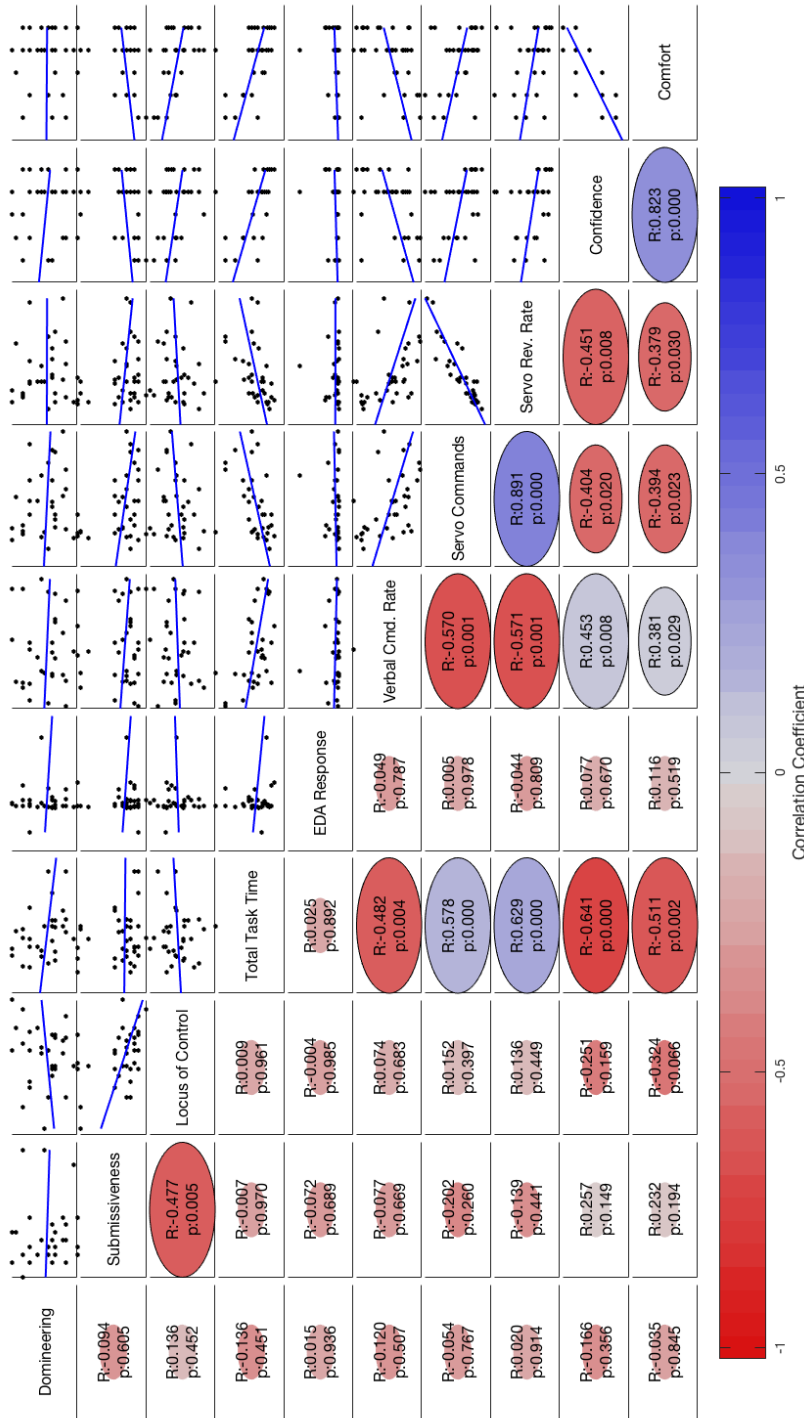 Domineering
R:-0.094 Submissiveness
p:0.605
R:0.136 R:-0.477 Locus of Control
p:0.452 p:0.005
R:-0.136 R:-0.007 R:0.009 Total Task Time
p:0.451 p:0.970 p:0.961
R:0.015 R:-0.072 R:-0.004 R:0.025 EDA Response
p:0.936 p:0.689 p:0.985 p:0.892
R:-0.120 R:-0.077 R:0.074 R:-0.482 R:-0.049 Verbal Cmd. Rate
p:0.507 p:0.669 p:0.683 p:0.004 p:0.787
R:-0.054 R:-0.202 R:0.152 R:0.578 R:0.005 R:-0.570 Servo Commands
p:0.767 p:0.260 p:0.397 p:0.000 p:0.978 p:0.001
R:0.020 R:-0.139 R:0.136 R:0.629 R:-0.044 R:-0.571 R:0.891 Servo Rev. Rate
p:0.914 p:0.441 p:0.449 p:0.000 p:0.809 p:0.001 p:0.000
R:-0.166 R:0.257 R:-0.251 R:-0.641 R:0.077 R:0.453 R:-0.404 R:-0.451 Confidence
p:0.356 p:0.149 p:0.159 p:0.000 p:0.670 p:0.008 p:0.020 p:0.008
R:-0.035 R:0.232 R:-0.324 R:-0.511 R:0.116 R:0.381 R:-0.394 R:-0.379 R:0.823 Comfort
p:0.845 p:0.194 p:0.066 p:0.002 p:0.519 p:0.029 p:0.023 p:0.030 p:0.000
-1 -0.5 0 0.5 1
Correlation Coefficient